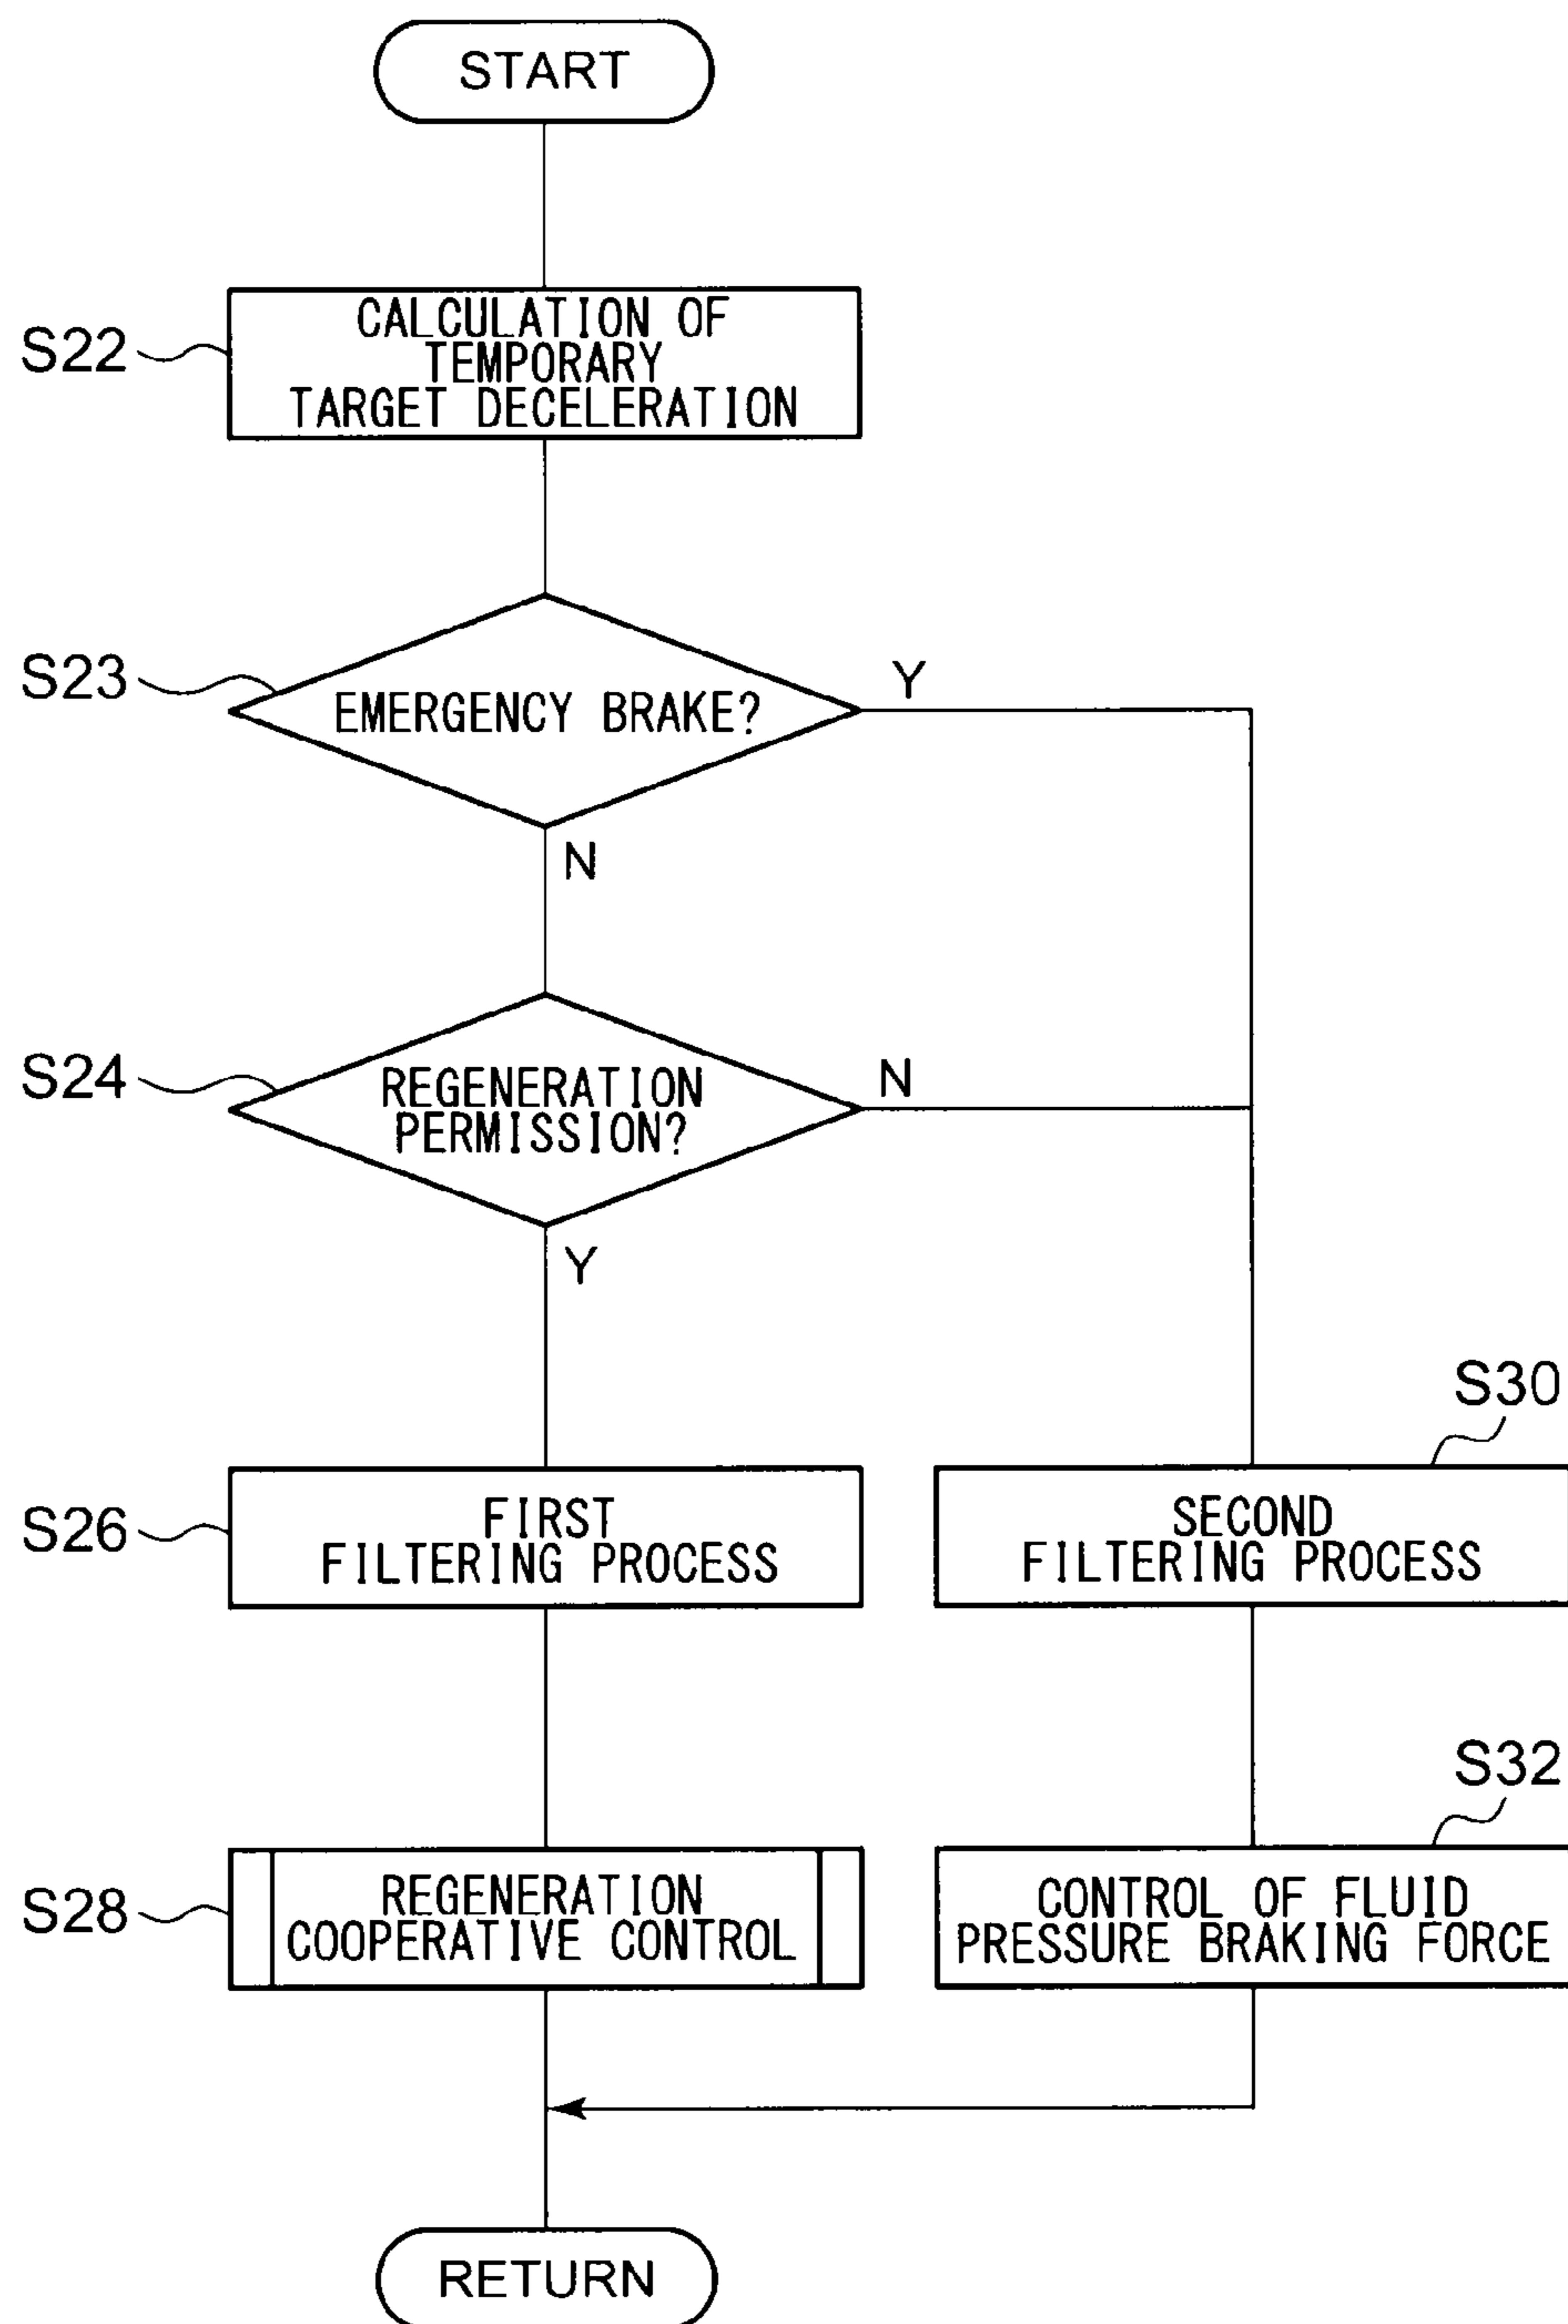 START
S22
CALCULATION OF
TEMPORARY
TARGET DECELERATION
S23
EMERGENCY BRAKE?
Y
N
S24
REGENERATION
PERMISSION?
N
Y
S26
FIRST
FILTERING PROCESS
S30
SECOND
FILTERING PROCESS
S28
REGENERATION
COOPERATIVE CONTROL
S32
CONTROL OF FLUID
PRESSURE BRAKING FORCE
RETURN